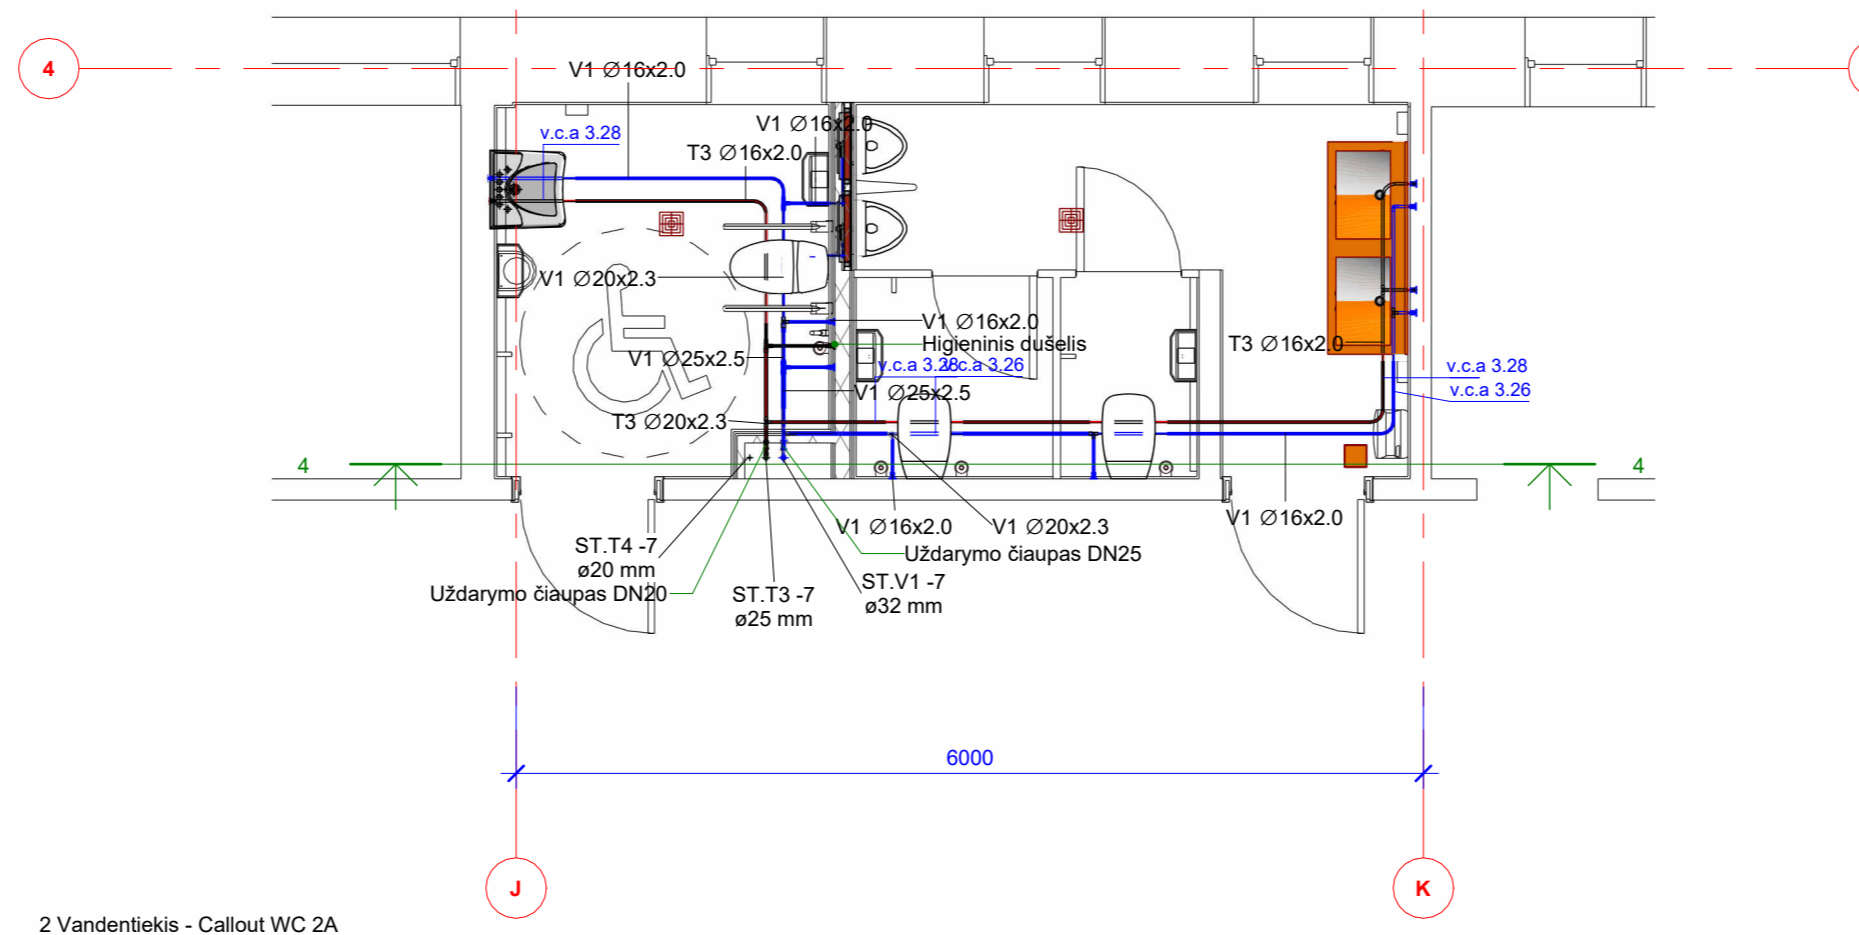 4
V1 Ø16x2.0
v.c.a 3.28
V1 Ø16x2.0
T3 Ø16x2.0
V1 Ø20x2.3
V1 Ø16x2.0
Higieninis dušelis
T3 Ø16x2.0
V1 Ø25x2.5
v.c.a 3.28
v.c.a 3.26
v.c.a 3.28
v.c.a 3.26
V1 Ø25x2.5
T3 Ø20x2.3
4
4
V1 Ø16x2.0
V1 Ø20x2.3
V1 Ø16x2.0
ST.T4 -7
ø20 mm
Uždarymo čiaupas DN25
Uždarymo čiaupas DN20
ST.T3 -7
ø25 mm
ST.V1 -7
ø32 mm
6000
J
K
2 Vandentiekis - Callout WC 2A